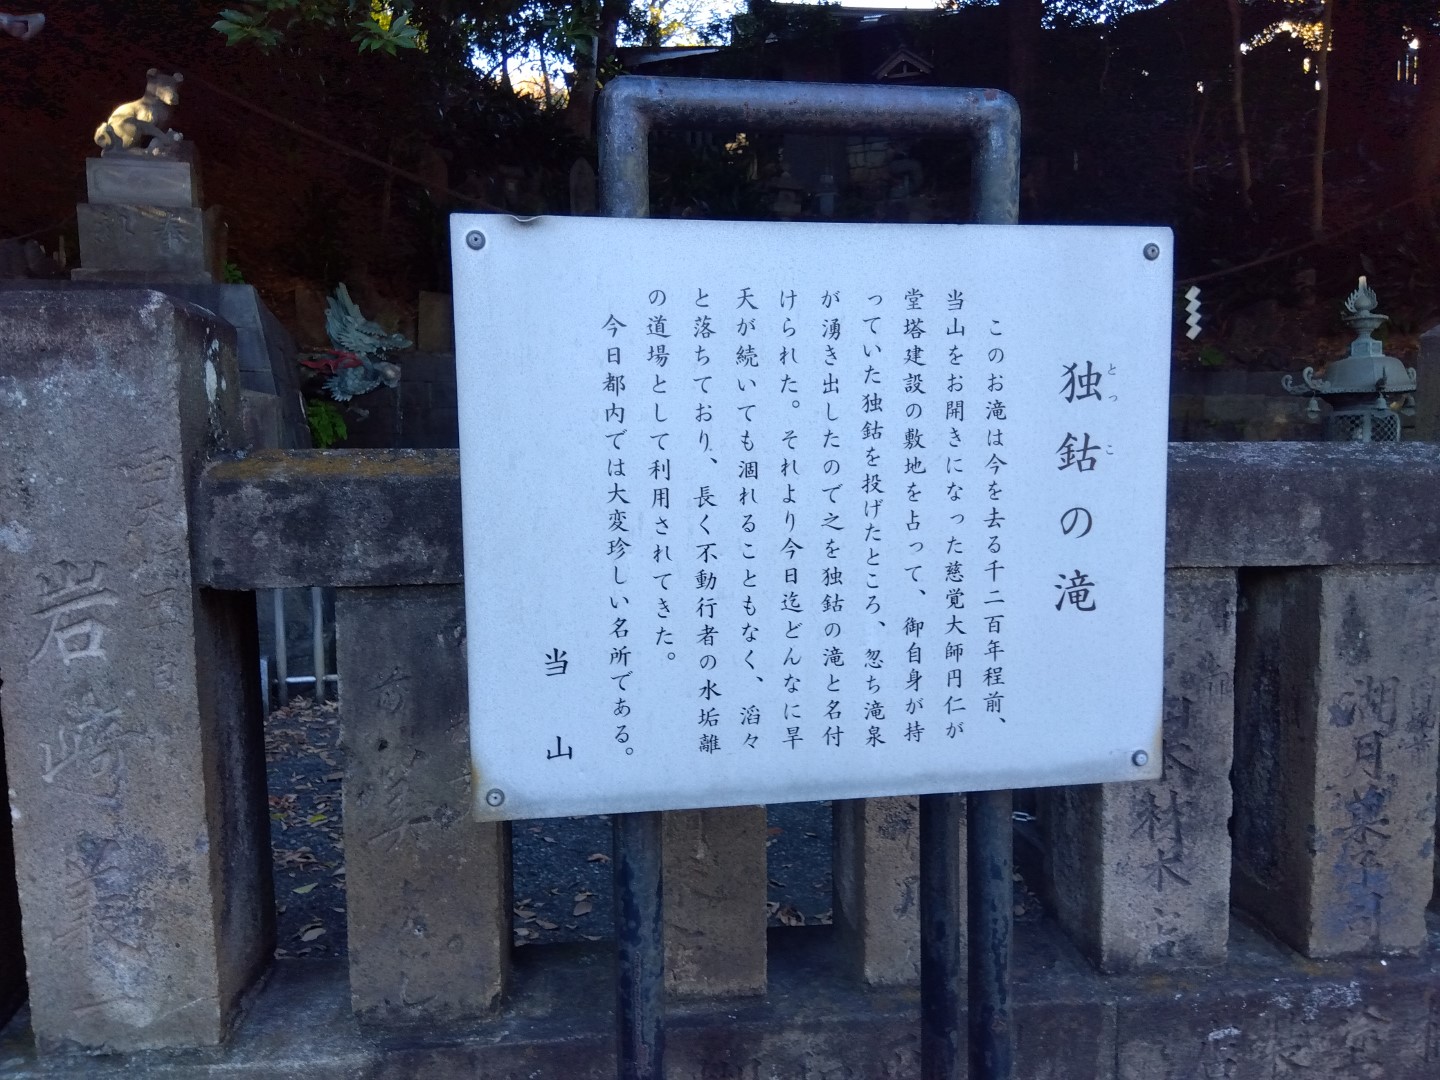 独鈷の滝
とっこ
このお滝は今を去る千二百年程前、
当山をお開きになった慈覚大師円仁が
堂塔建設の敷地を占って、御自身が持
っていた独鈷を投げたところ、忽ち滝泉
が湧き出したので之を独鈷の滝と名付
けられた。それより今日迄どんなに旱
天が続いても涸れることもなく、滔々
と落ちており、長く不動行者の水垢離
の道場として利用されてきた。
今日都内では大変珍しい名所である。
当山
湖月
材木
岩崎義一